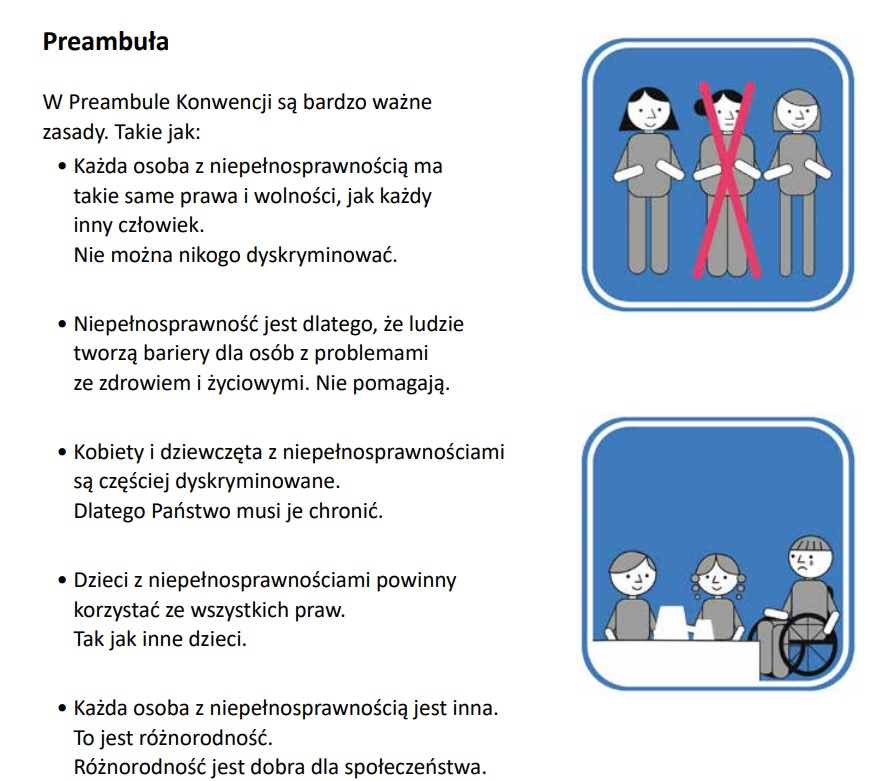 Preambuła
W Preambule Konwencji są bardzo ważne
zasady. Takie jak:
• Każda osoba z niepełnosprawnością ma
takie same prawa i wolności, jak każdy
inny człowiek.
Nie można nikogo dyskryminować.
• Niepełnosprawność jest dlatego, że ludzie
tworzą bariery dla osób z problemami
ze zdrowiem i życiowymi. Nie pomagają.
• Kobiety i dziewczęta z niepełnosprawnościami
są częściej dyskryminowane.
Dlatego Państwo musi je chronić.
• Dzieci z niepełnosprawnościami powinny
korzystać ze wszystkich praw.
Tak jak inne dzieci.
• Każda osoba z niepełnosprawnością jest inna.
To jest różnorodność.
Różnorodność jest dobra dla społeczeństwa.